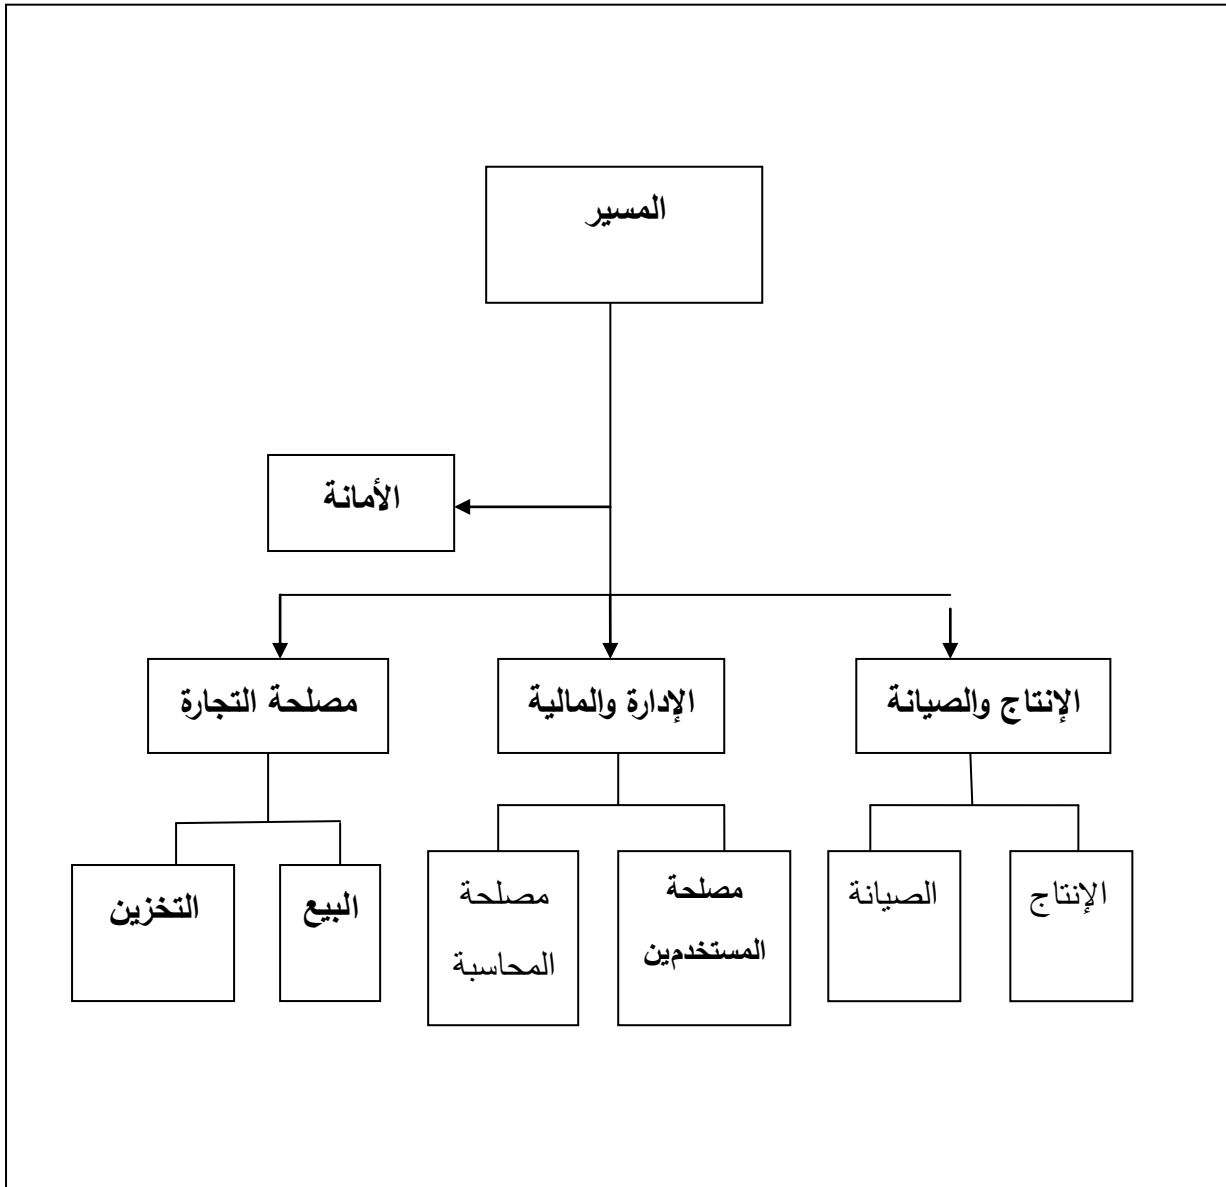 المسير
الأمانة
الإنتاج والصيانة
الإدارة والمالية
مصلحة التجارة
الإنتاج
الصيانة
مصلحة
المستخدمين
مصلحة
المحاسبة
البيع
التخزين